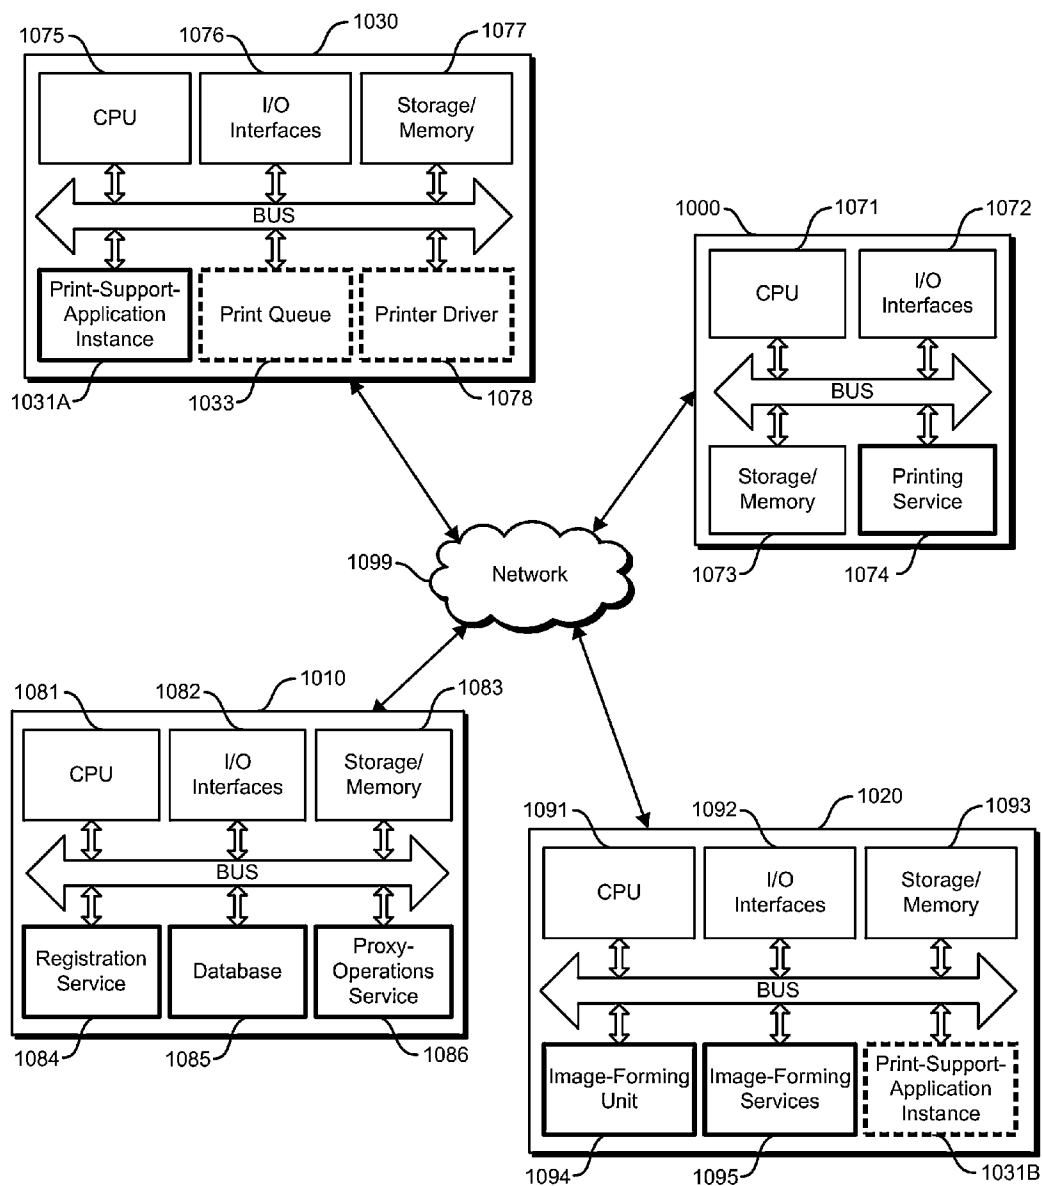 1075
1076
1030
1077
CPU
I/O
Interfaces
Storage/
Memory
BUS
Print-Support-
Application
Instance
Print Queue
Printer Driver
1031A
1033
1078
1000
1071
1072
CPU
I/O
Interfaces
BUS
Storage/
Memory
Printing
Service
1073
1074
1099
Network
1081
1082
1010
1083
CPU
I/O
Interfaces
Storage/
Memory
BUS
Registration
Service
Database
Proxy-
Operations
Service
1084
1085
1086
1091
1092
1020
1093
CPU
I/O
Interfaces
Storage/
Memory
BUS
Image-Forming
Unit
Image-Forming
Services
Print-Support-
Application
Instance
1094
1095
1031B